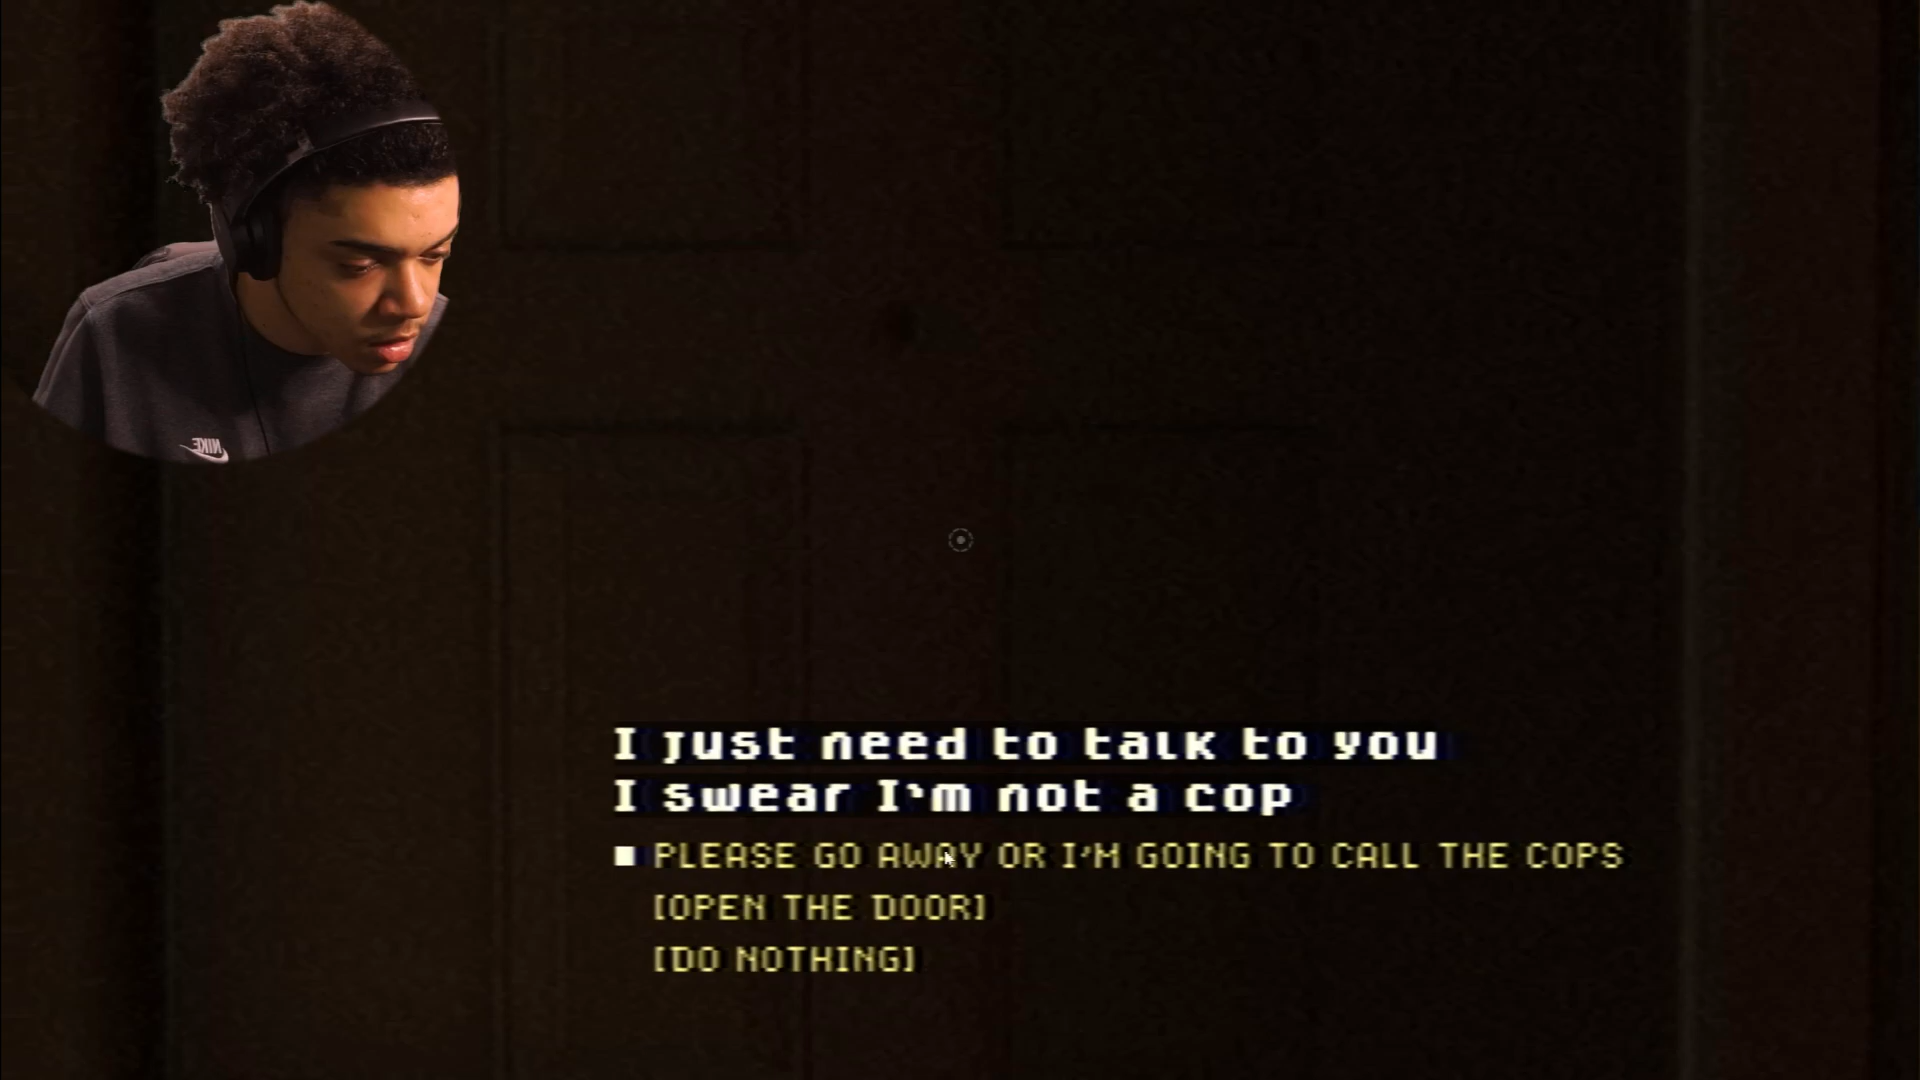 NIKE
I just need to talk to you
I swear I'm not a cop
PLEASE GO AWAY OR I'M GOING TO CALL THE COPS
[OPEN THE DOOR]
[DO NOTHING]